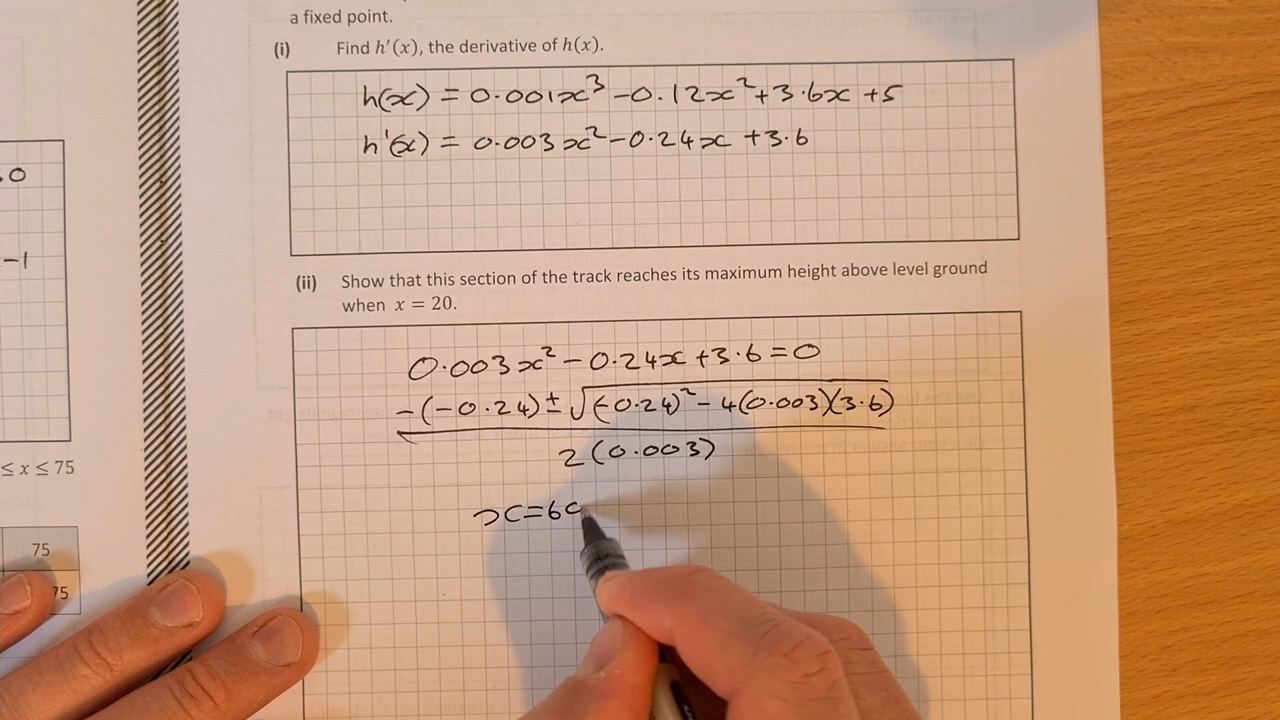 a fixed point.
(i) Find h′(x), the derivative of h(x).
h(x) = 0.001x³ - 0.12x² + 3.6x + 5
h'(x) = 0.003x² - 0.24x + 3.6
(ii) Show that this section of the track reaches its maximum height above level ground
when x = 20.
0.003x² - 0.24x + 3.6 = 0
-(-0.24) ± √(-0.24)² - 4(0.003)(3.6)
2(0.003)
x = 6
0
-1
≤ x ≤ 75
75
75